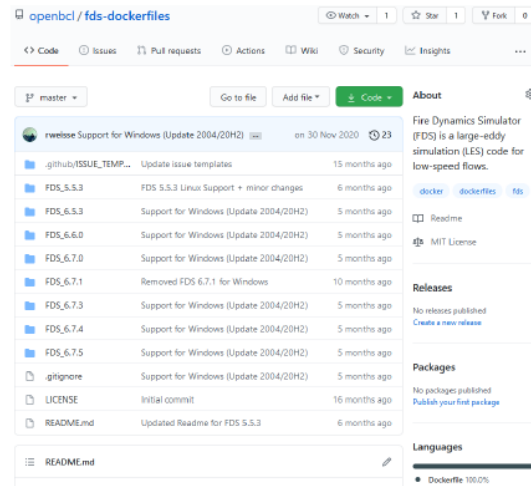 openbcl / fds-dockerfiles
Watch 1 Star 1 Fork 0
Code Issues Pull requests Actions Wiki Security Insights ...
master Go to file Add file Code
rweisse Support for Windows (Update 2004/20H2) ... on 30 Nov 2020 23
.github/ISSUE_TEMP... Update issue templates 15 months ago
FDS_5.5.3 FDS 5.5.3 Linux Support + minor changes 6 months ago
FDS_6.5.3 Support for Windows (Update 2004/20H2) 5 months ago
FDS_6.6.0 Support for Windows (Update 2004/20H2) 5 months ago
FDS_6.7.0 Support for Windows (Update 2004/20H2) 5 months ago
FDS_6.7.1 Removed FDS 6.7.1 for Windows 10 months ago
FDS_6.7.3 Support for Windows (Update 2004/20H2) 5 months ago
FDS_6.7.4 Support for Windows (Update 2004/20H2) 5 months ago
FDS_6.7.5 Support for Windows (Update 2004/20H2) 5 months ago
.gitignore Support for Windows (Update 2004/20H2) 5 months ago
LICENSE Initial commit 16 months ago
README.md Updated Readme for FDS 5.5.3 6 months ago
README.md
About
Fire Dynamics Simulator
(FDS) is a large-eddy
simulation (LES) code for
low-speed flows.
docker dockerfiles fds
Readme
MIT License
Releases
No releases published
Create a new release
Packages
No packages published
Publish your first package
Languages
Dockerfile 100.0%